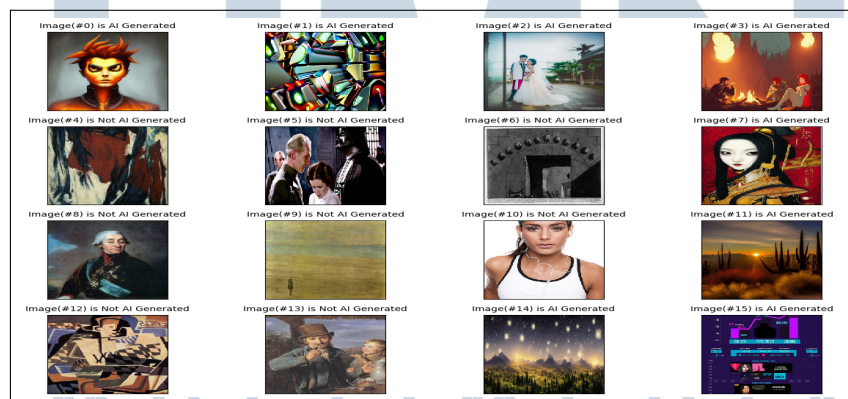 Image(#0) is AI Generated
Image(#1) is AI Generated
Image(#2) is AI Generated
Image(#3) is AI Generated
Image(#4) is Not AI Generated
Image(#5) is Not AI Generated
Image(#6) is Not AI Generated
Image(#7) is AI Generated
Image(#8) is Not AI Generated
Image(#9) is Not AI Generated
Image(#10) is Not AI Generated
Image(#11) is AI Generated
Image(#12) is Not AI Generated
Image(#13) is Not AI Generated
Image(#14) is AI Generated
Image(#15) is AI Generated